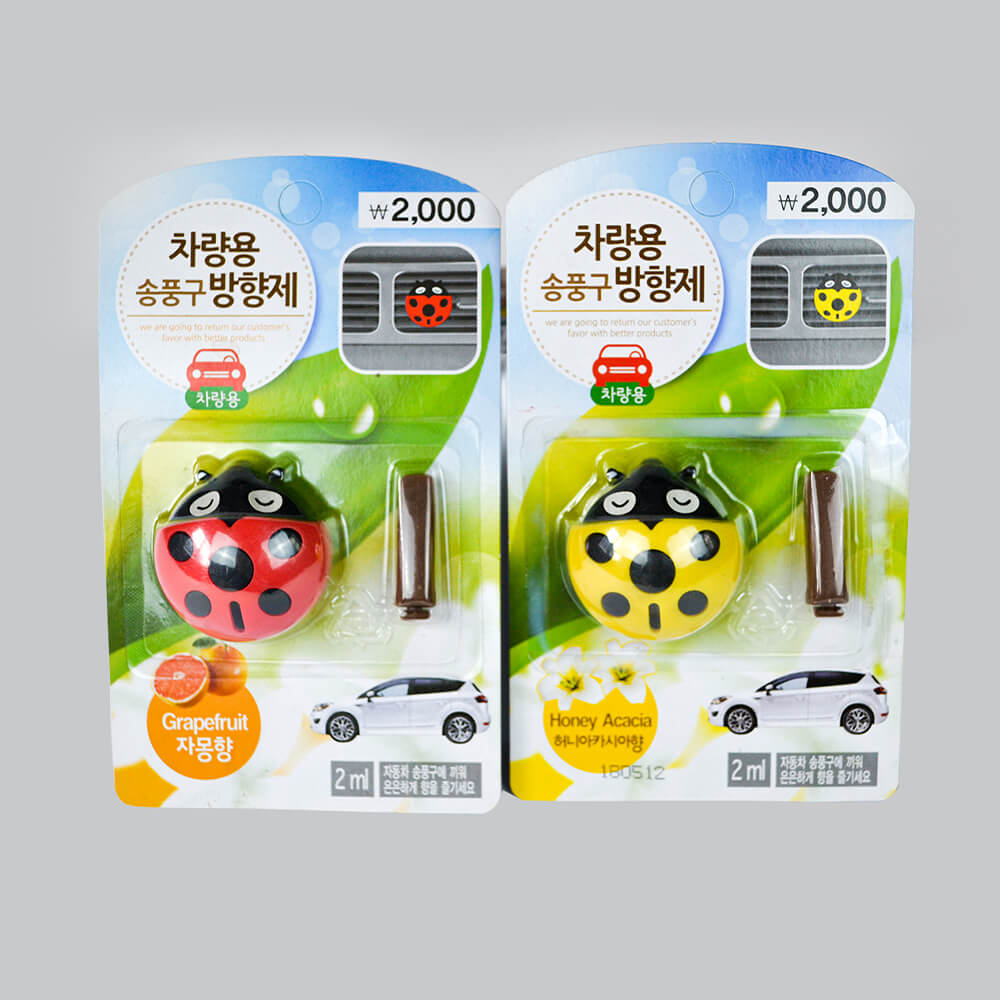 ₩2,000
차량용
송풍구 방향제
we are going to return our customer's
favor with better products
차량용
Grapefruit
자몽향
2 ml
자동차 송풍구에 끼워
은은하게 향을 즐기세요
₩2,000
차량용
송풍구 방향제
we are going to return our customer's
favor with better products
차량용
Honey Acacia
허니아카시아향
180512
2 ml
자동차 송풍구에 끼워
은은하게 향을 즐기세요